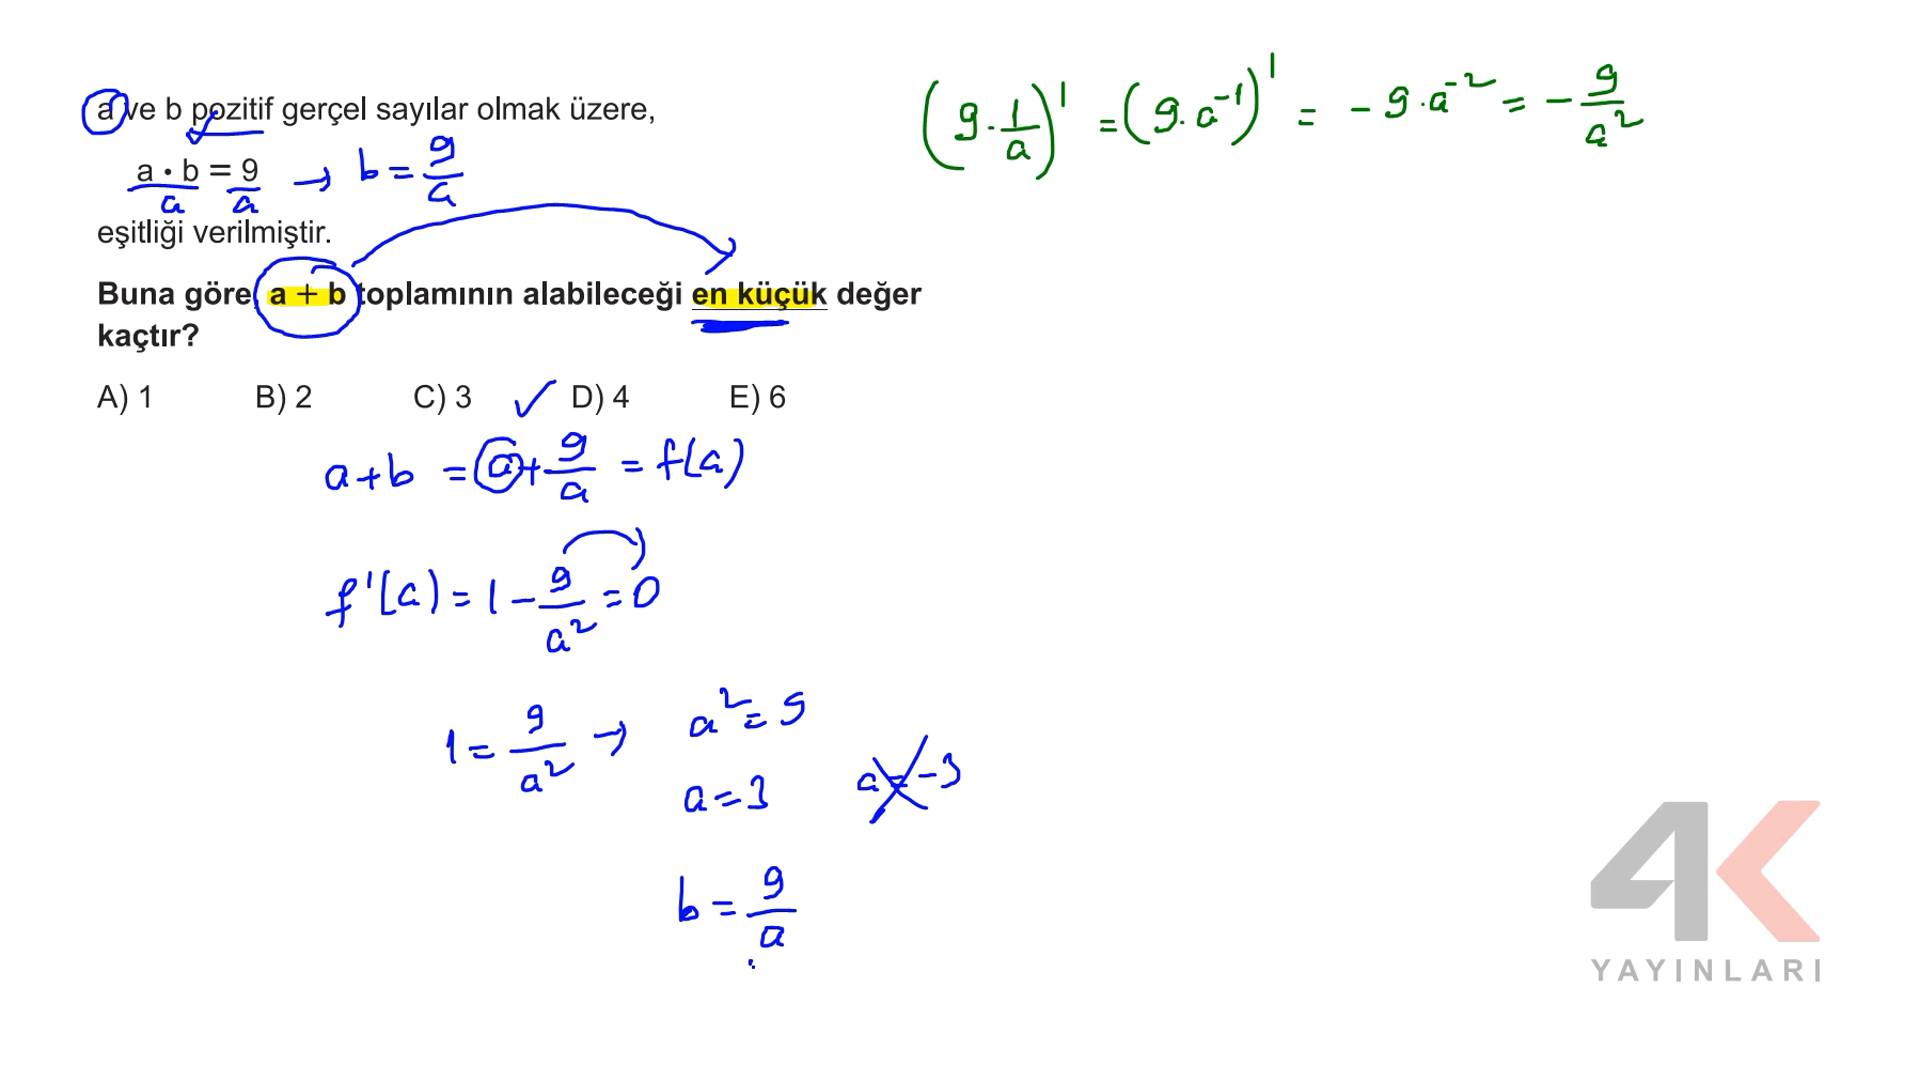 a ve b pozitif gerçel sayılar olmak üzere,
a · b = 9 → b = 9/a
a a
eşitliği verilmiştir.
Buna göre, a + b toplamının alabileceği en küçük değer
kaçtır?
A) 1 B) 2 C) 3 ✓ D) 4 E) 6
a+b = a + 9/a = f(a)
f'(a) = 1 - 9/a² = 0
1 = 9/a² → a² = 9
a = 3 a = -3
b = 9/a
(9 · 1/a)' = (9 · a⁻¹)' = -9 · a⁻² = -9/a²
4K
YAYINLARI